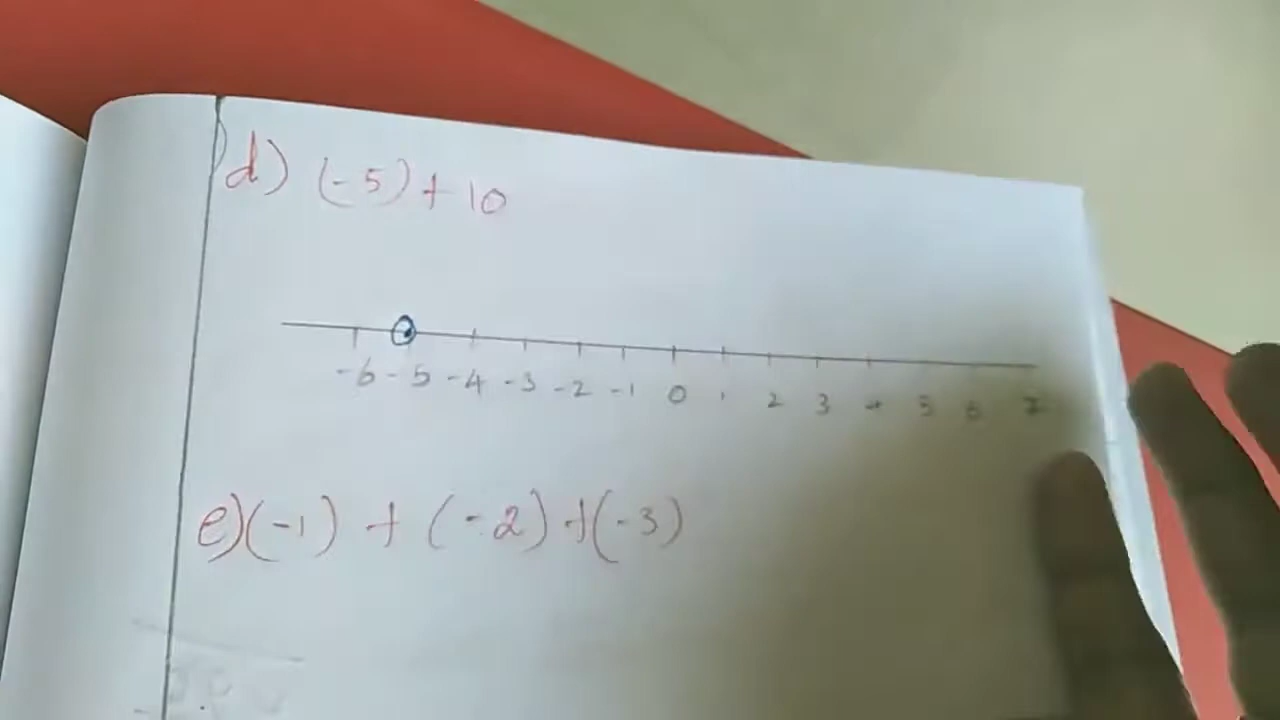 d) (-5) + 10
-6 -5 -4 -3 -2 -1 0 1 2 3 4 5 6 7
e) (-1) + (-2) + (-3)